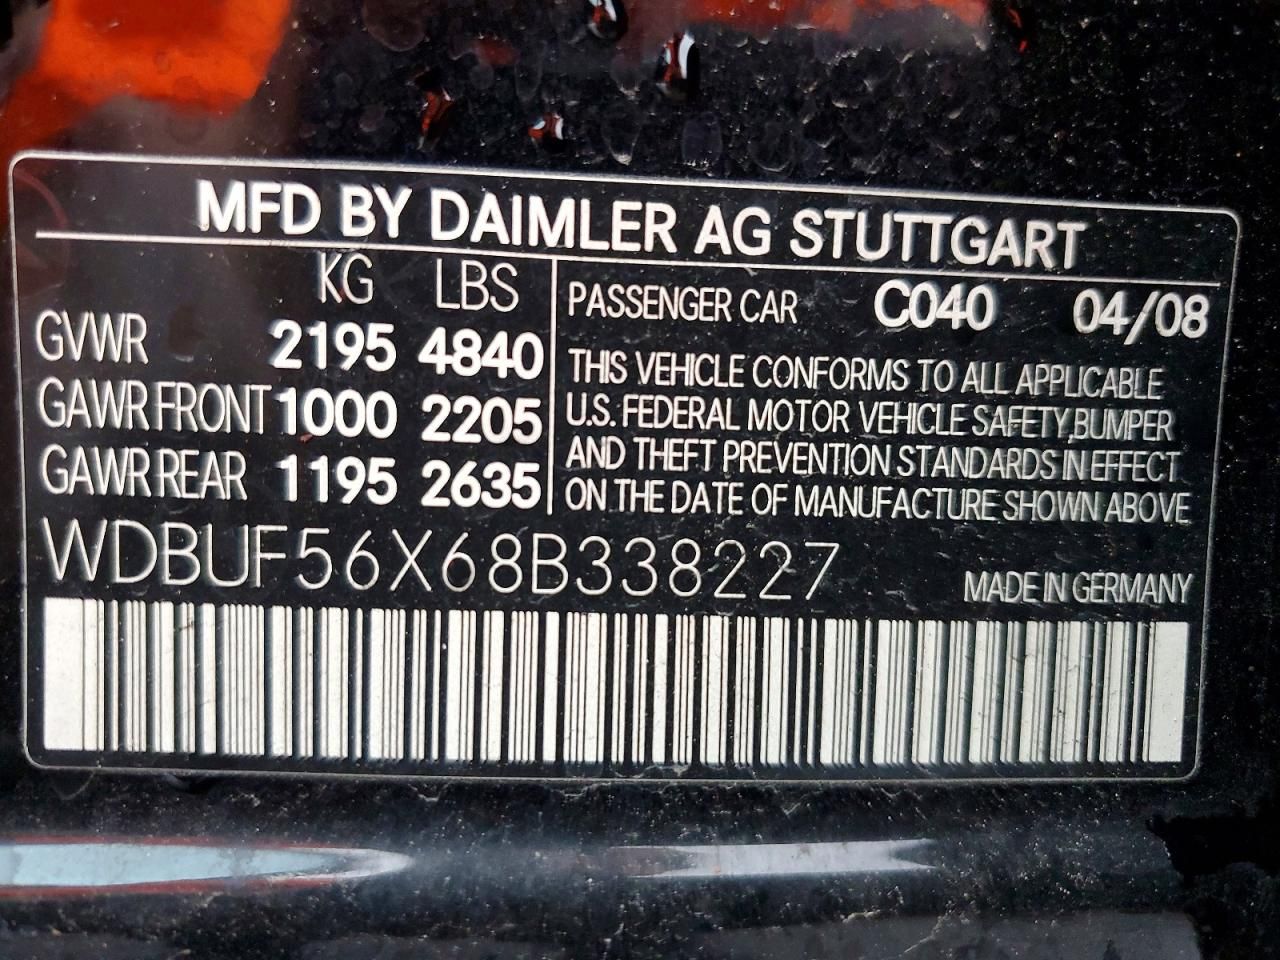 MFD BY DAIMLER AG STUTTGART
KG LBS
GVWR 2195 4840
GAWR FRONT 1000 2205
GAWR REAR 1195 2635
PASSENGER CAR C040 04/08
THIS VEHICLE CONFORMS TO ALL APPLICABLE
U.S. FEDERAL MOTOR VEHICLE SAFETY, BUMPER
AND THEFT PREVENTION STANDARDS IN EFFECT
ON THE DATE OF MANUFACTURE SHOWN ABOVE
WDBUF56X68B338227
MADE IN GERMANY